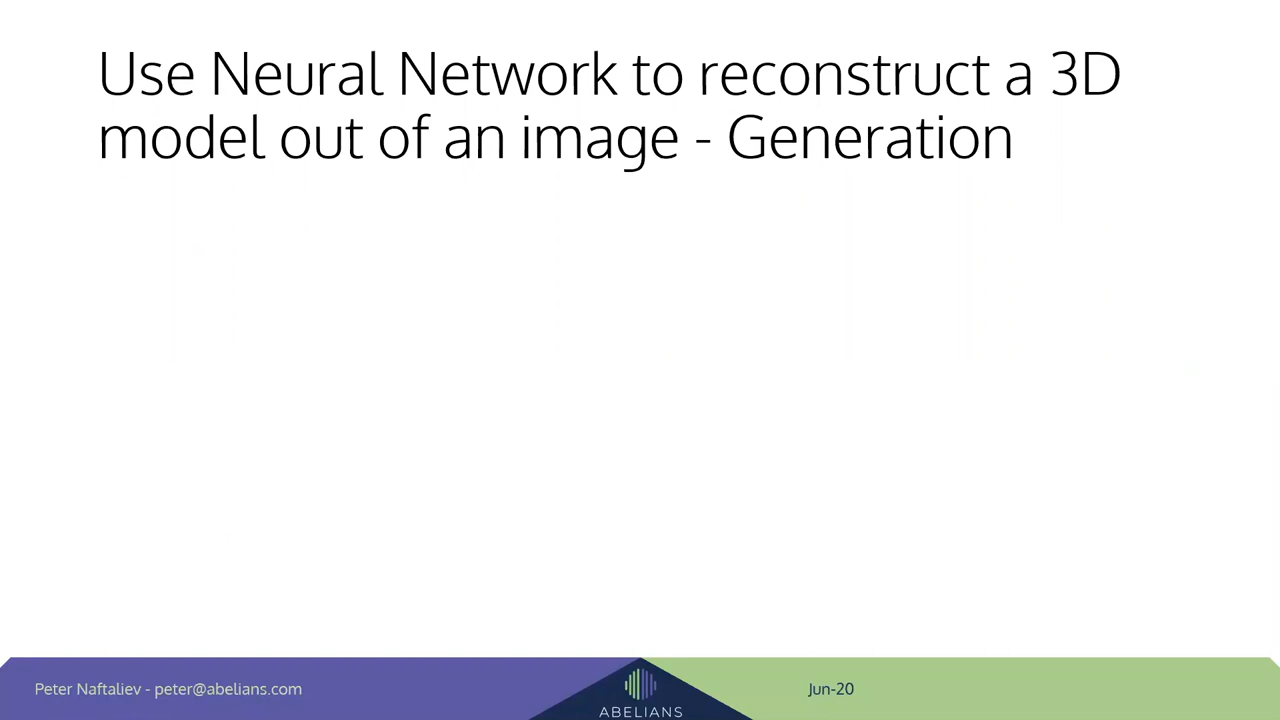 Use Neural Network to reconstruct a 3D
model out of an image - Generation
Peter Naftaliev - peter@abelians.com
ABELIANS
Jun-20